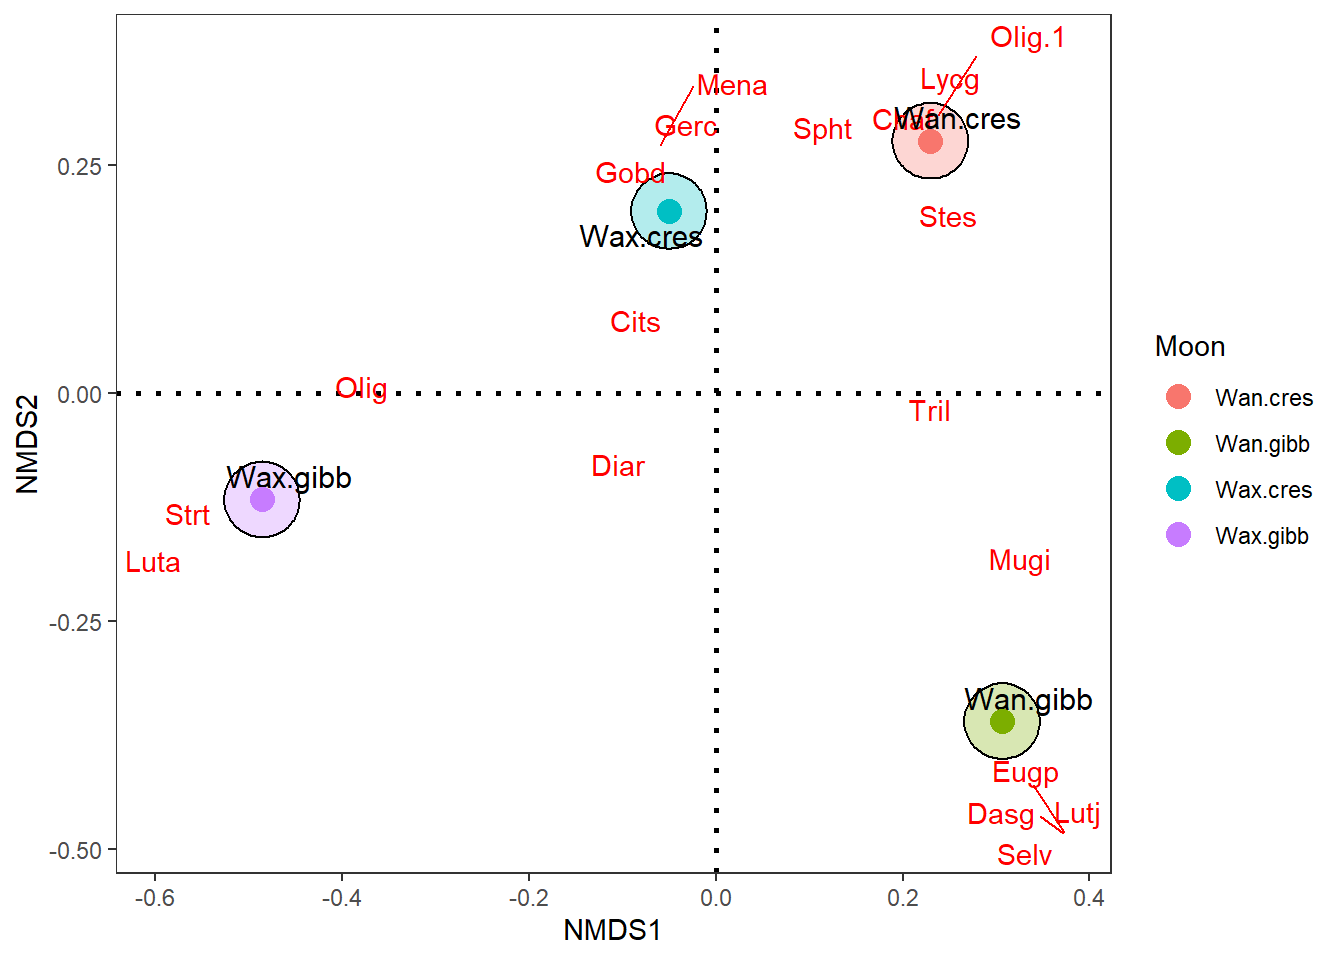 Olig.1
Lycg
Mena
Chaf
Wan.cres
Gerc
Spht
0.25
Gobd
Stes
Wax.cres
Cits
Moon
Olig
0.00
Wan.cres
Tril
NMDS2
Wan.gibb
Diar
Wax.gibb
Wax.cres
Strt
Wax.gibb
Luta
Mugi
-0.25
Wan.gibb
Eugp
Dasg
Lutj
-0.50
Selv
-0.6
-0.4
-0.2
0.0
0.2
0.4
NMDS1